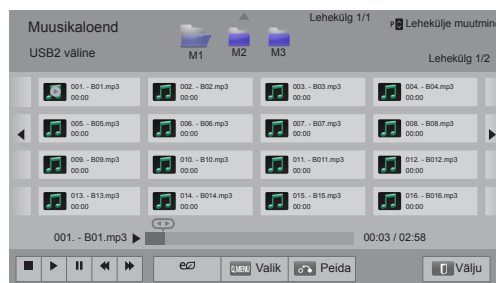 Muusikaloend
Lehekülg 1/1
P Lehekülje muutmine
USB2 väline
M1 M2 M3
Lehekülg 1/2
001. - B01.mp3
00:00
002. - B02.mp3
00:00
003. - B03.mp3
00:00
004. - B04.mp3
00:00
005. - B05.mp3
00:00
006. - B06.mp3
00:00
007. - B07.mp3
00:00
008. - B08.mp3
00:00
009. - B09.mp3
00:00
010. - B10.mp3
00:00
011. - B011.mp3
00:00
012. - B012.mp3
00:00
013. - B13.mp3
00:00
014. - B014.mp3
00:00
015. - B15.mp3
00:00
016. - B016.mp3
00:00
001. - B01.mp3
00:03 / 02:58
Q.MENU Valik
Peida
Välju